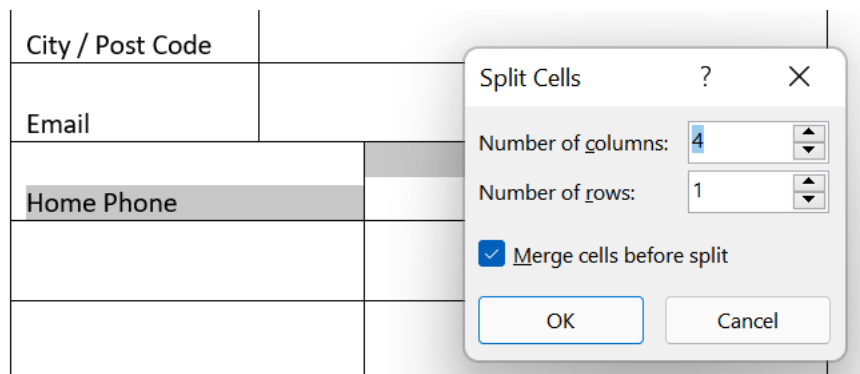 City / Post Code
Email
Home Phone
Split Cells ?
Number of columns: 4
Number of rows: 1
Merge cells before split
OK Cancel